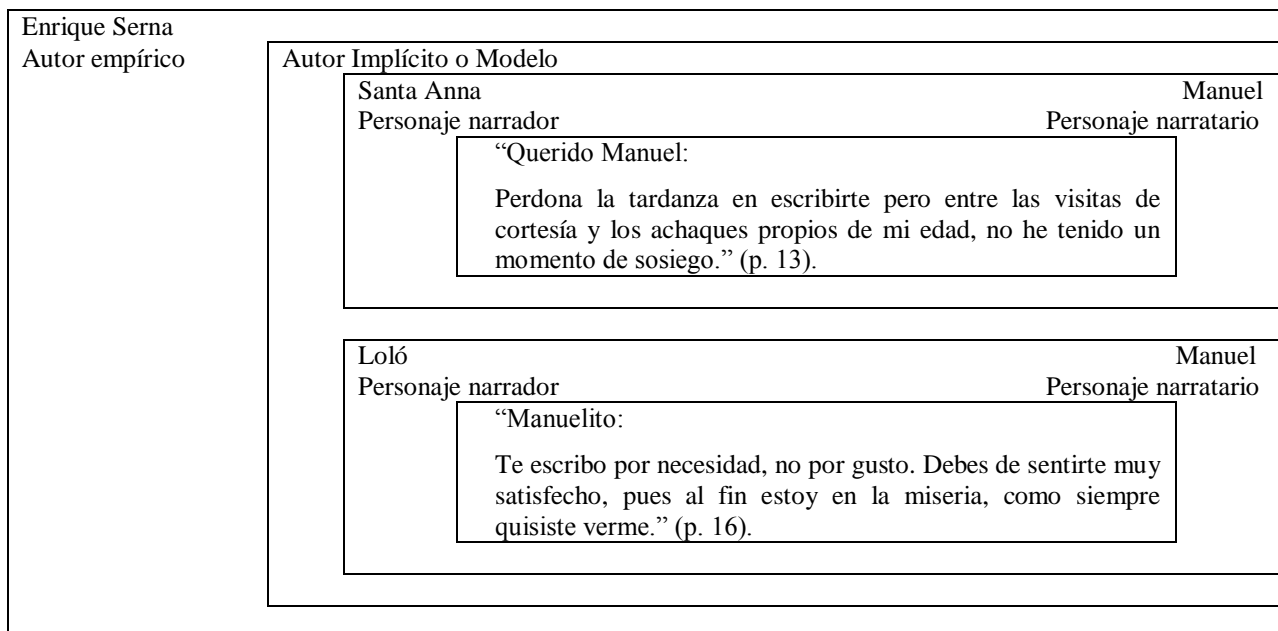 Enrique Serna
Autor empírico Autor Implícito o Modelo
Santa Anna Manuel
Personaje narrador Personaje narratario
“Querido Manuel:
Perdona la tardanza en escribirte pero entre las visitas de
cortesía y los achaques propios de mi edad, no he tenido un
momento de sosiego.” (p. 13).
Loló Manuel
Personaje narrador Personaje narratario
“Manuelito:
Te escribo por necesidad, no por gusto. Debes de sentirte muy
satisfecho, pues al fin estoy en la miseria, como siempre
quisiste verme.” (p. 16).